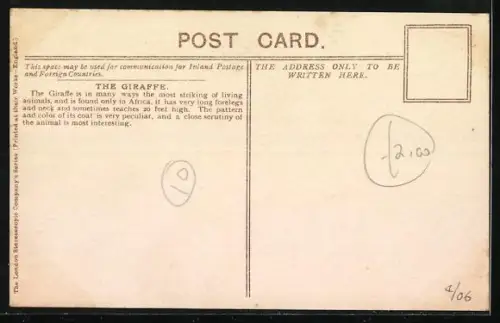 POST CARD.
This space may be used for communication for Inland Postage
and Foreign Countries.
THE ADDRESS ONLY TO BE
WRITTEN HERE.
THE GIRAFFE.
The Giraffe is in many ways the most striking of living
animals, and is found only in Africa, it has very long forelegs
and neck and sometimes reaches 20 feet high. The pattern
and color of its coat is very peculiar, and a close scrutiny of
the animal is most interesting.
The London Stereoscopic Company's Series (Printed at their Works—England.)
10
£2.00
4/06